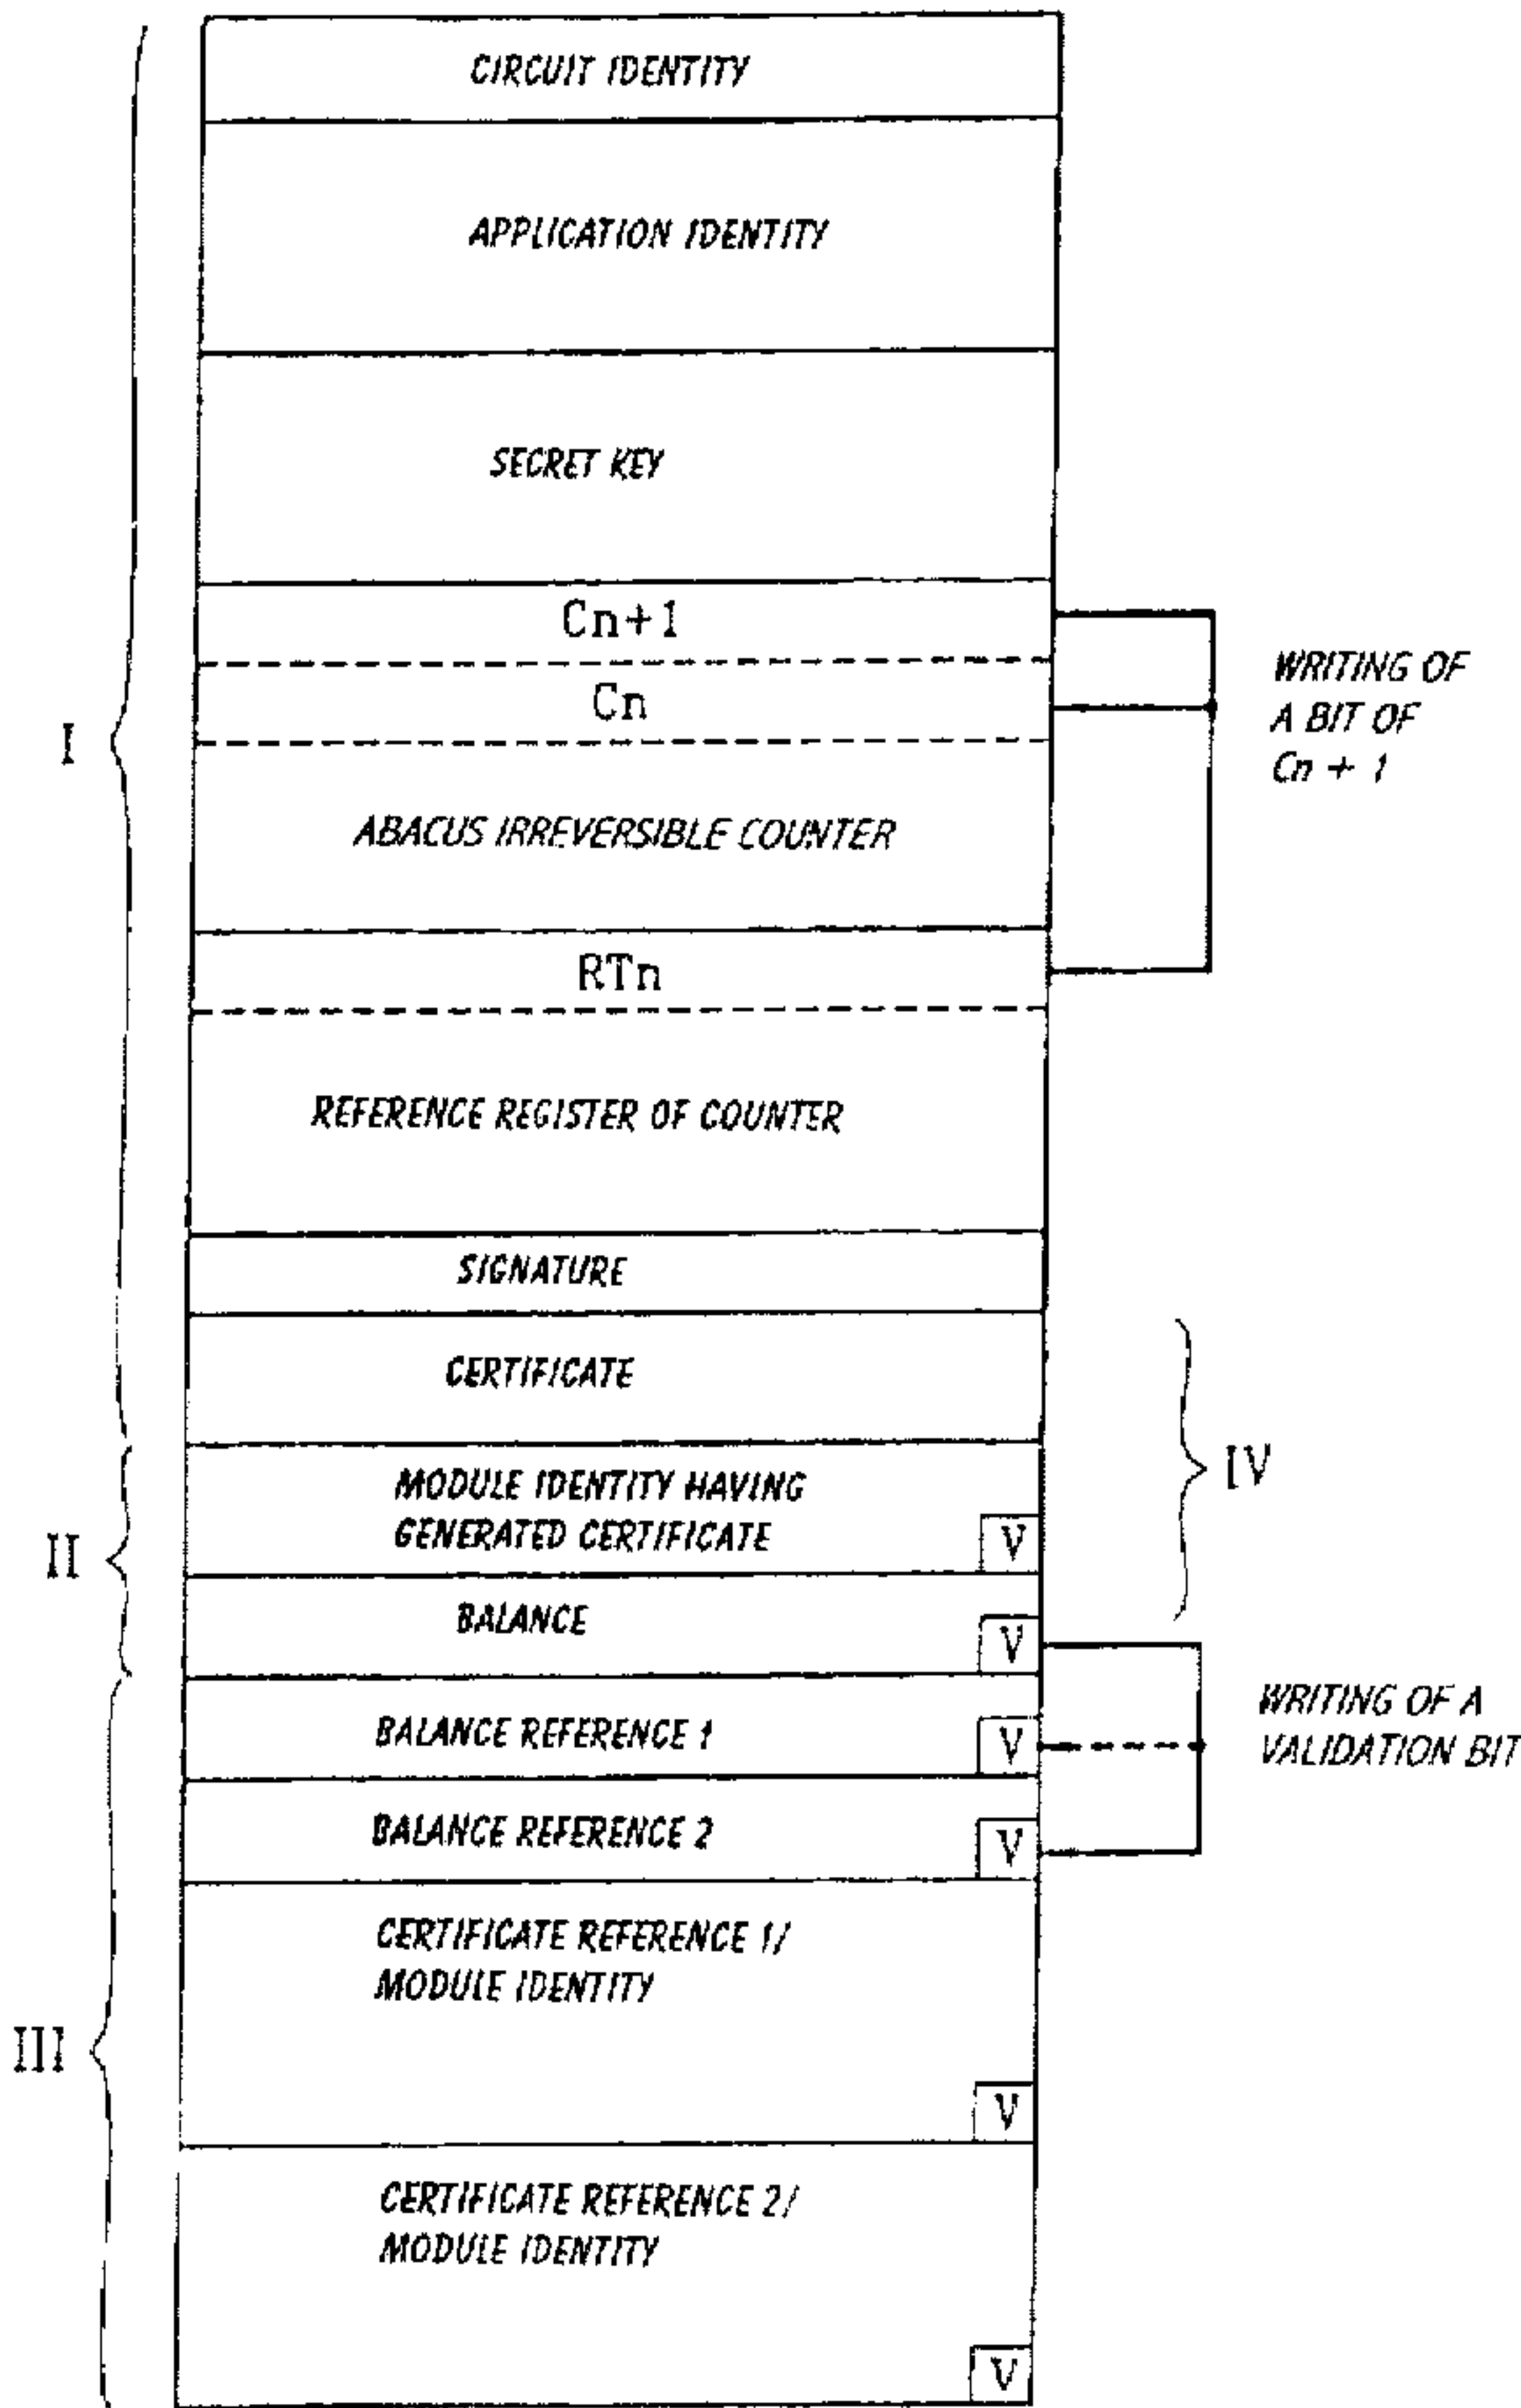 CIRCUIT IDENTITY
APPLICATION IDENTITY
SECRET KEY
Cn+1
Cn
WRITING OF
A BIT OF
Cn + 1
I
ABACUS IRREVERSIBLE COUNTER
RTn
REFERENCE REGISTER OF COUNTER
SIGNATURE
CERTIFICATE
IV
MODULE IDENTITY HAVING
GENERATED CERTIFICATE
V
II
BALANCE
V
BALANCE REFERENCE 1
V
WRITING OF A
VALIDATION BIT
BALANCE REFERENCE 2
V
CERTIFICATE REFERENCE 1/
MODULE IDENTITY
III
V
CERTIFICATE REFERENCE 2/
MODULE IDENTITY
V